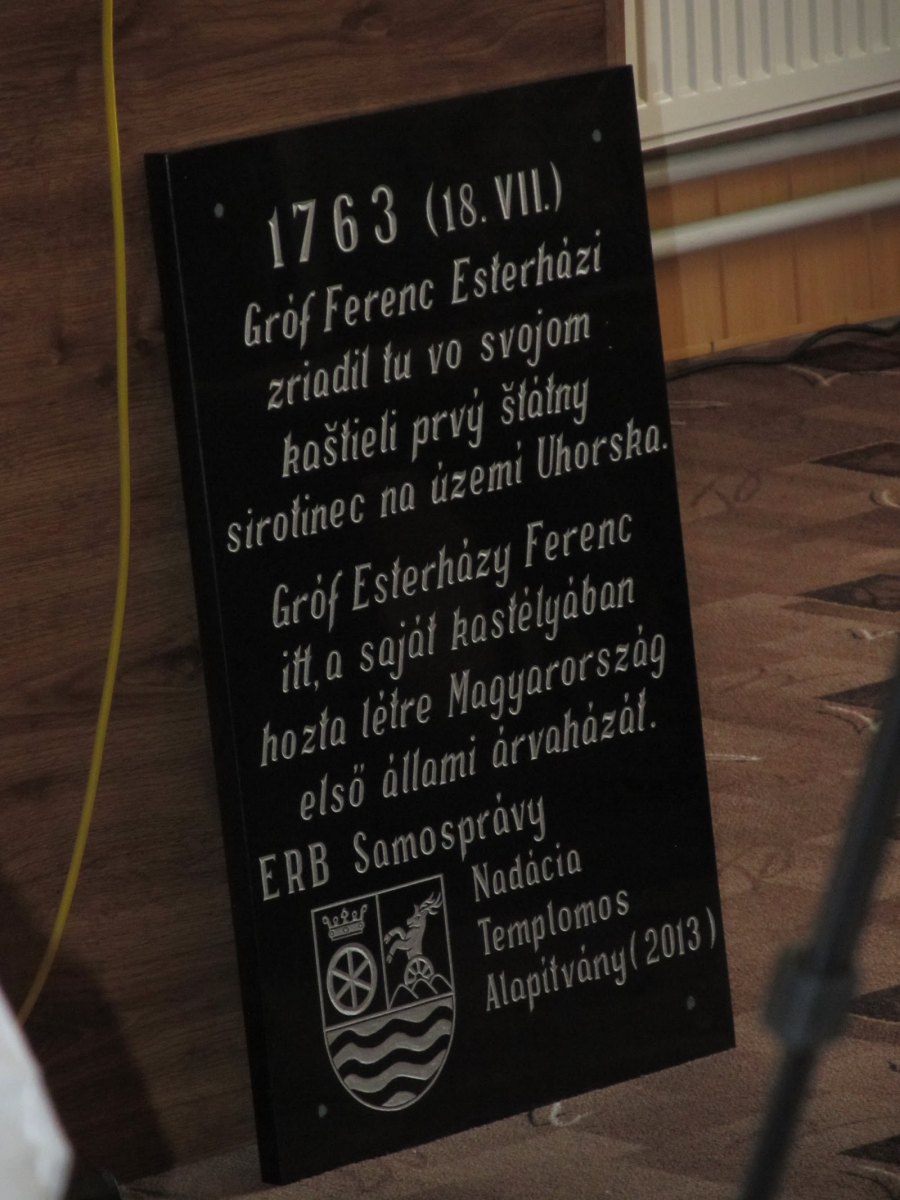 1763 (18. VII.)
Gróf Ferenc Esterházi
zriadil tu vo svojom
kaštieli prvý štátny
sirotinec na území Uhorska.
Gróf Esterházy Ferenc
itt, a saját kastélyában
hozta létre Magyarország
első állami árvaházát.
ERB Samosprávy
Nadácia
Templomos
Alapítvány (2013)